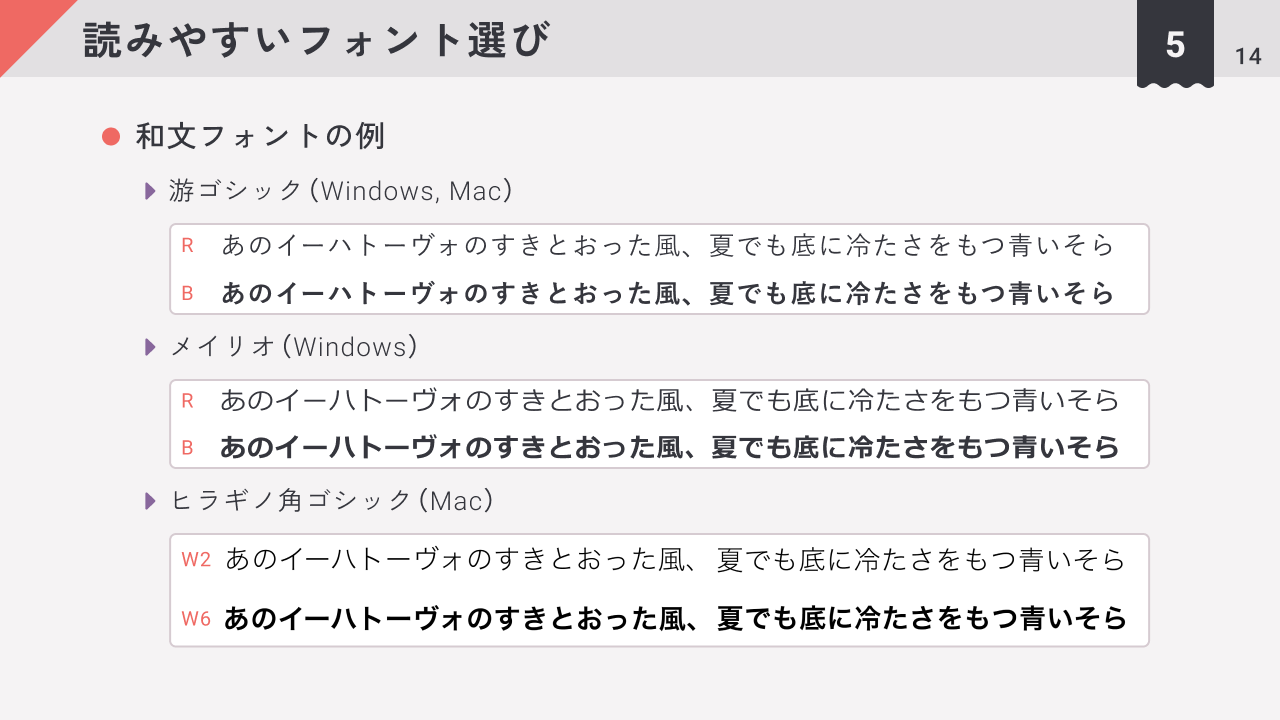 読みやすいフォント選び
5
14
和文フォントの例
游ゴシック（Windows, Mac）
R あのイーハトーヴォのすきとおった風、夏でも底に冷たさをもつ青いそら
B あのイーハトーヴォのすきとおった風、夏でも底に冷たさをもつ青いそら
メイリオ（Windows）
R あのイーハトーヴォのすきとおった風、夏でも底に冷たさをもつ青いそら
B あのイーハトーヴォのすきとおった風、夏でも底に冷たさをもつ青いそら
ヒラギノ角ゴシック（Mac）
W2 あのイーハトーヴォのすきとおった風、夏でも底に冷たさをもつ青いそら
W6 あのイーハトーヴォのすきとおった風、夏でも底に冷たさをもつ青いそら